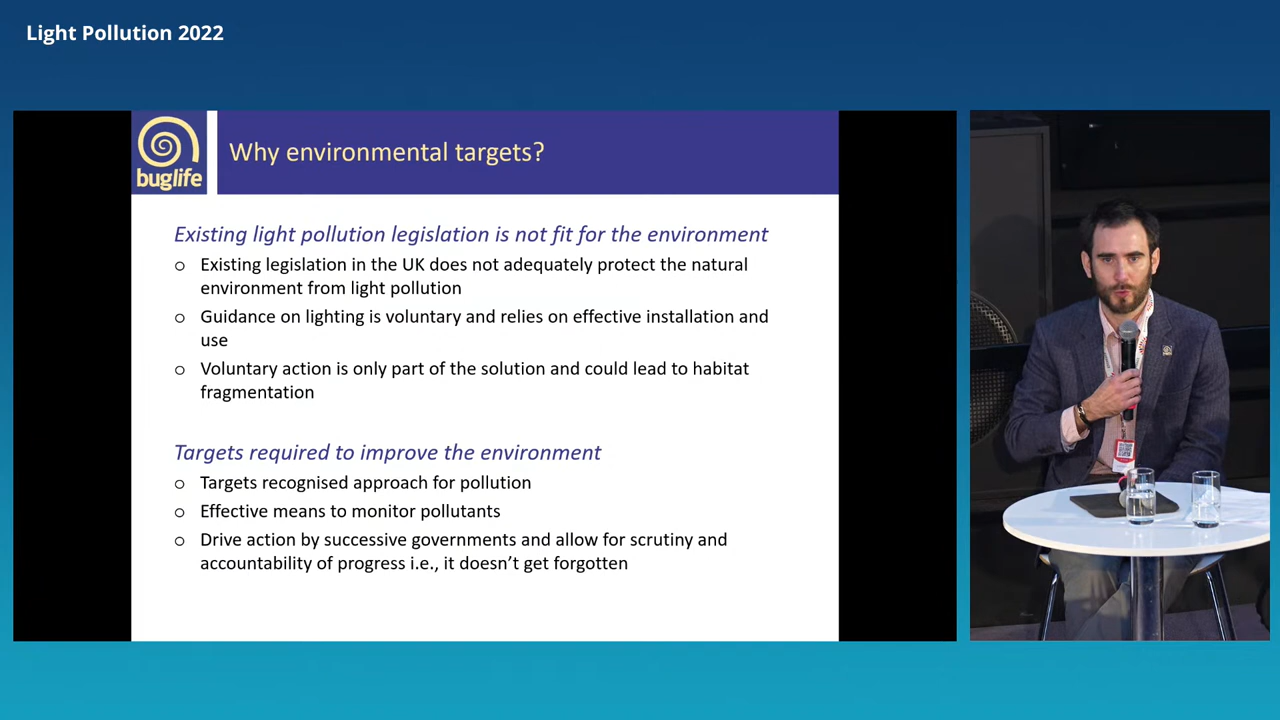 Light Pollution 2022
buglife
Why environmental targets?
Existing light pollution legislation is not fit for the environment
o Existing legislation in the UK does not adequately protect the natural
environment from light pollution
o Guidance on lighting is voluntary and relies on effective installation and
use
o Voluntary action is only part of the solution and could lead to habitat
fragmentation
Targets required to improve the environment
o Targets recognised approach for pollution
o Effective means to monitor pollutants
o Drive action by successive governments and allow for scrutiny and
accountability of progress i.e., it doesn’t get forgotten